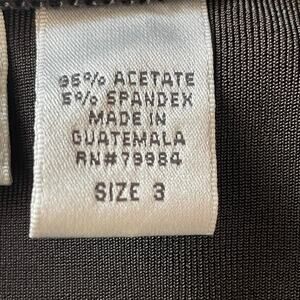 95% ACETATE
5% SPANDEX
MADE IN
GUATEMALA
RN#79984
SIZE 3